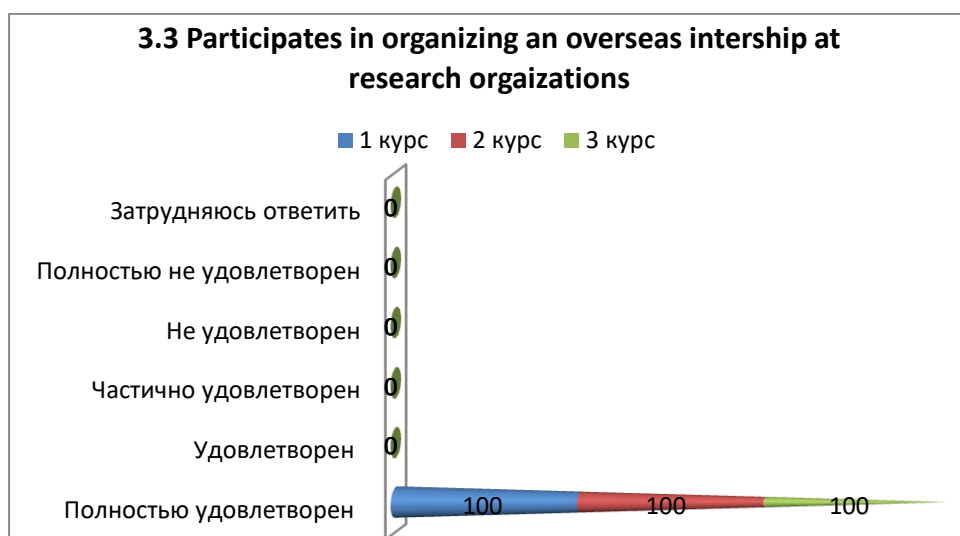 3.3 Participates in organizing an overseas intership at
research orgaizations
1 курс 2 курс 3 курс
Затрудняюсь ответить 0
Полностью не удовлетворен 0
Не удовлетворен 0
Частично удовлетворен 0
Удовлетворен 0
Полностью удовлетворен 100 100 100